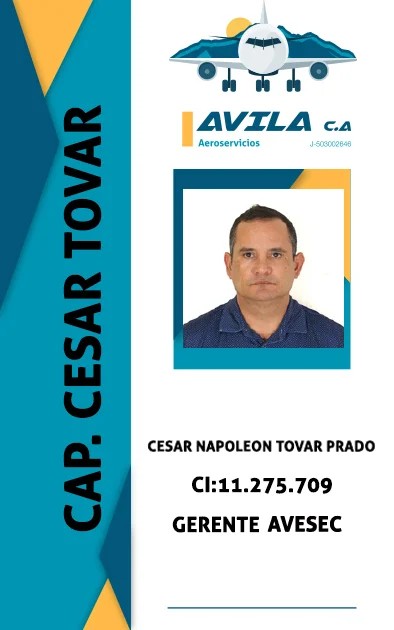 CAP. CESAR TOVAR
AVILA C.A
Aeroservicios
J-503002646
CESAR NAPOLEON TOVAR PRADO
CI:11.275.709
GERENTE AVESEC